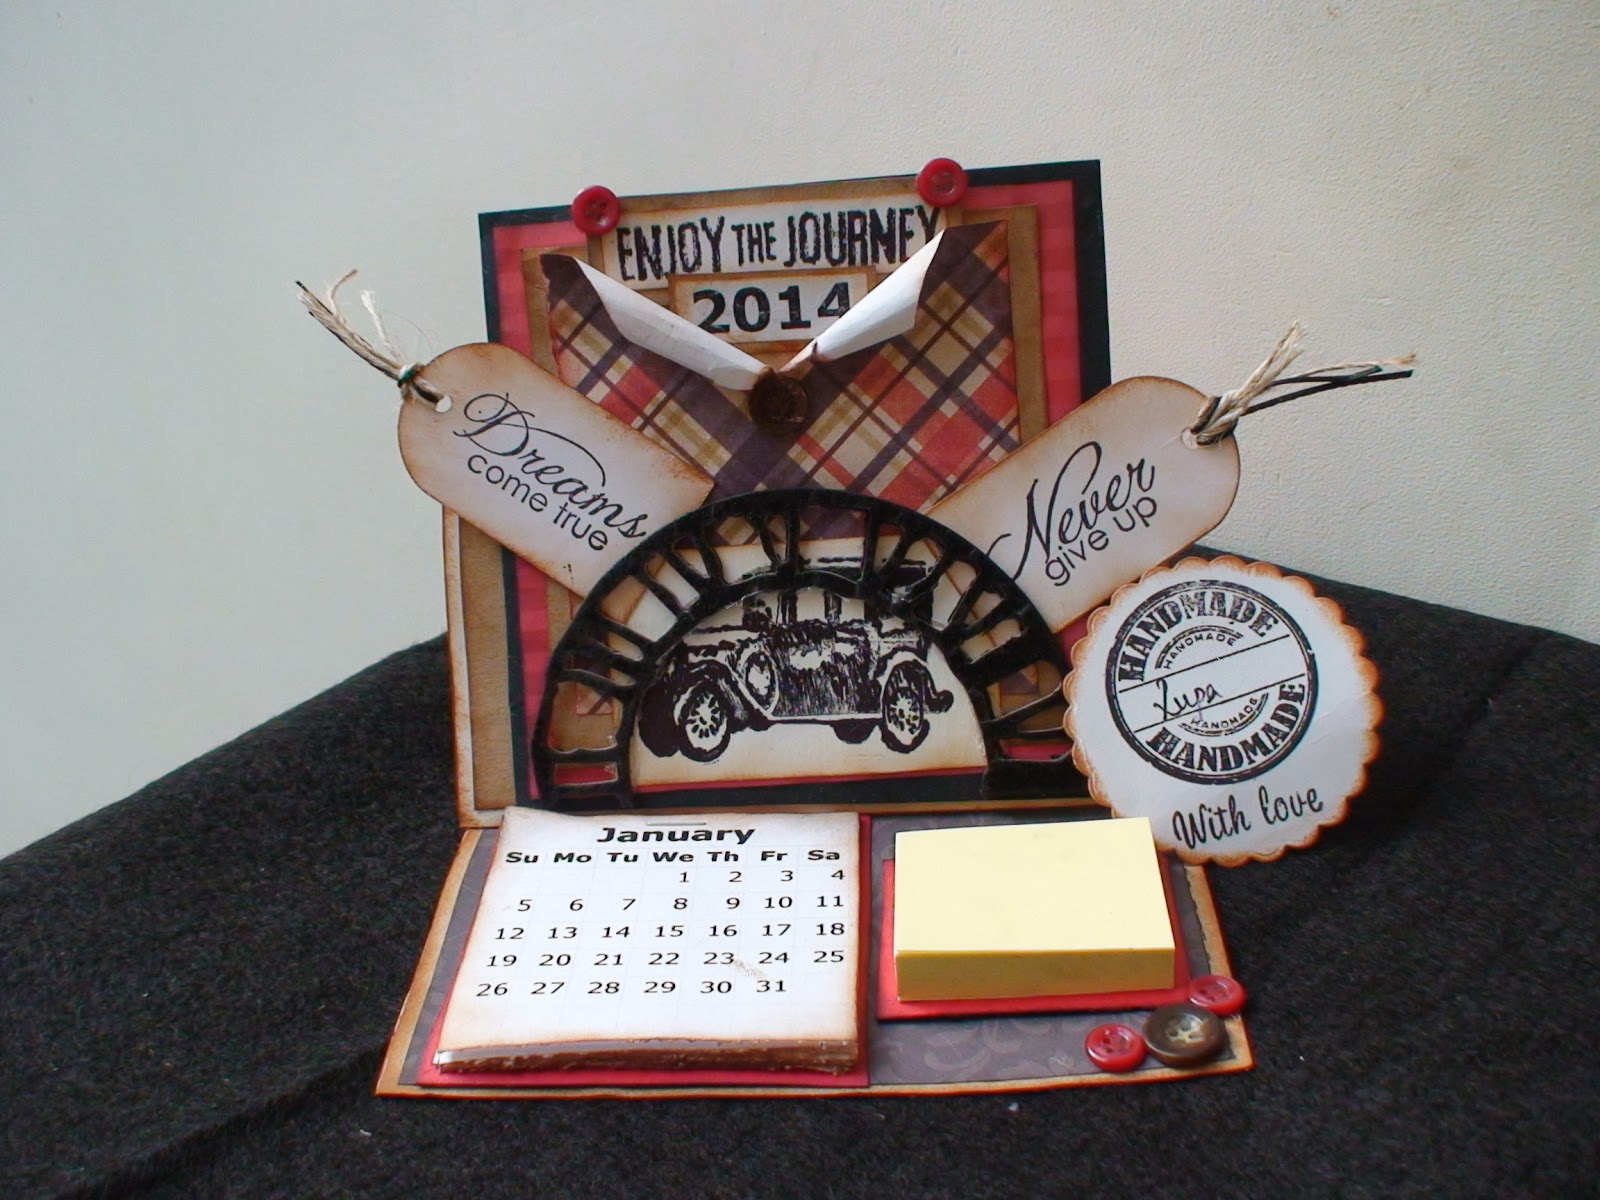 ENJOY THE JOURNEY
2014
Dreams
come true
Never
give up
HANDMADE
HANDMADE
Lupa
HANDMADE
HANDMADE
With love
January
Su Mo Tu We Th Fr Sa
1 2 3 4
5 6 7 8 9 10 11
12 13 14 15 16 17 18
19 20 21 22 23 24 25
26 27 28 29 30 31